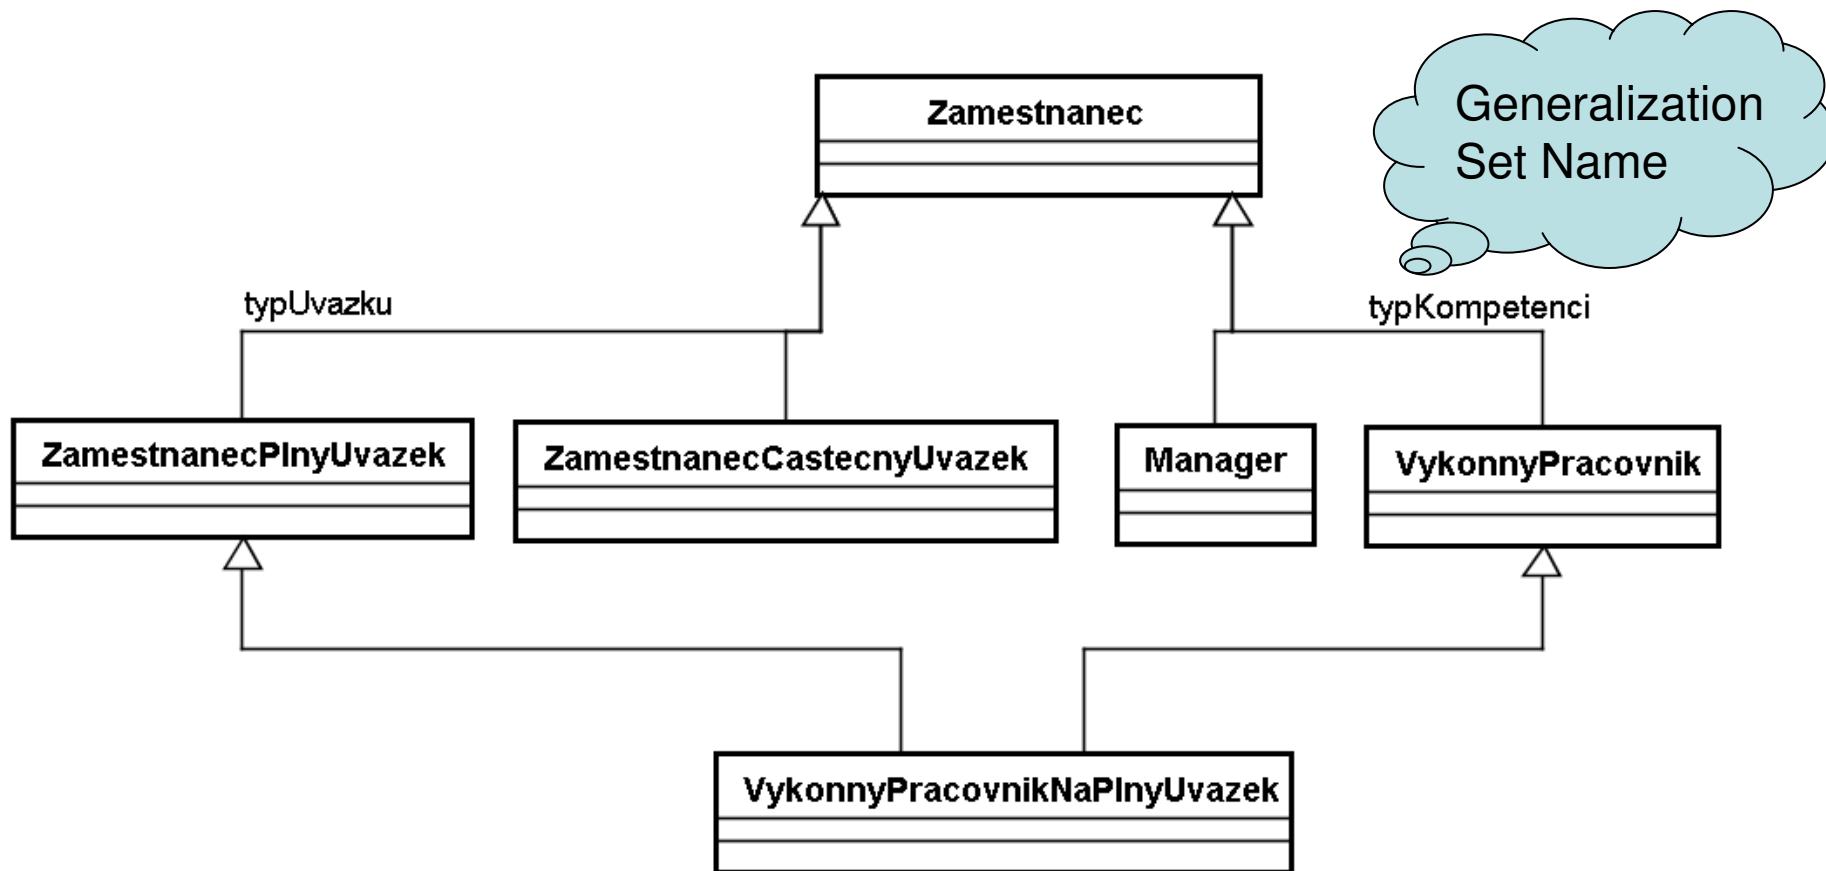 Zamestnanec
Generalization
Set Name
typUvazku
typKompetenci
ZamestnanecPlnyUvazek
ZamestnanecCastecnyUvazek
Manager
VykonnyPracovnik
VykonnyPracovnikNaPlnyUvazek